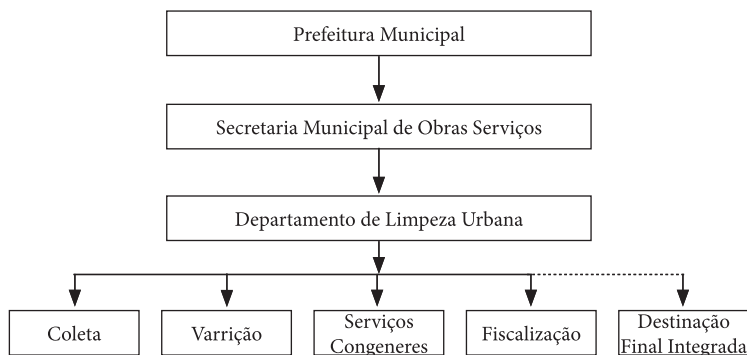 Prefeitura Municipal
Secretaria Municipal de Obras Serviços
Departamento de Limpeza Urbana
Coleta
Varrição
Serviços
Congeneres
Fiscalização
Destinação
Final Integrada